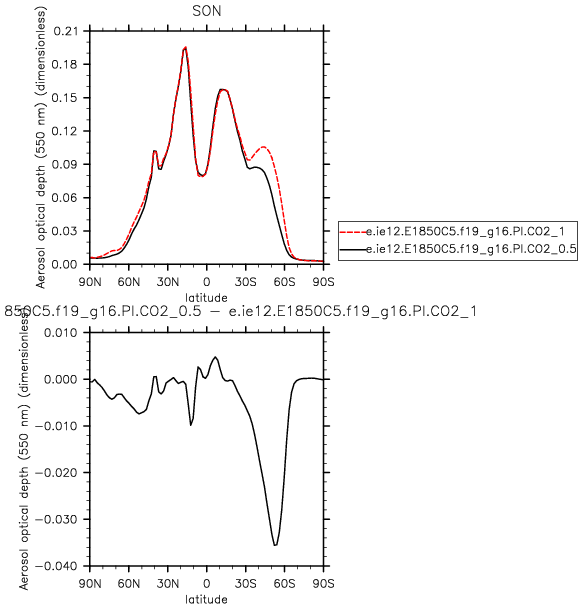 SON
Aerosol optical depth (550 nm) (dimensionless)
0.21
0.18
0.15
0.12
0.09
0.06
0.03
0.00
90N 60N 30N 0 30S 60S 90S
latitude
e.ie12.E1850C5.f19_g16.PI.CO2_1
e.ie12.E1850C5.f19_g16.PI.CO2_0.5
850C5.f19_g16.PI.CO2_0.5 − e.ie12.E1850C5.f19_g16.PI.CO2_1
Aerosol optical depth (550 nm) (dimensionless)
0.010
0.000
−0.010
−0.020
−0.030
−0.040
90N 60N 30N 0 30S 60S 90S
latitude